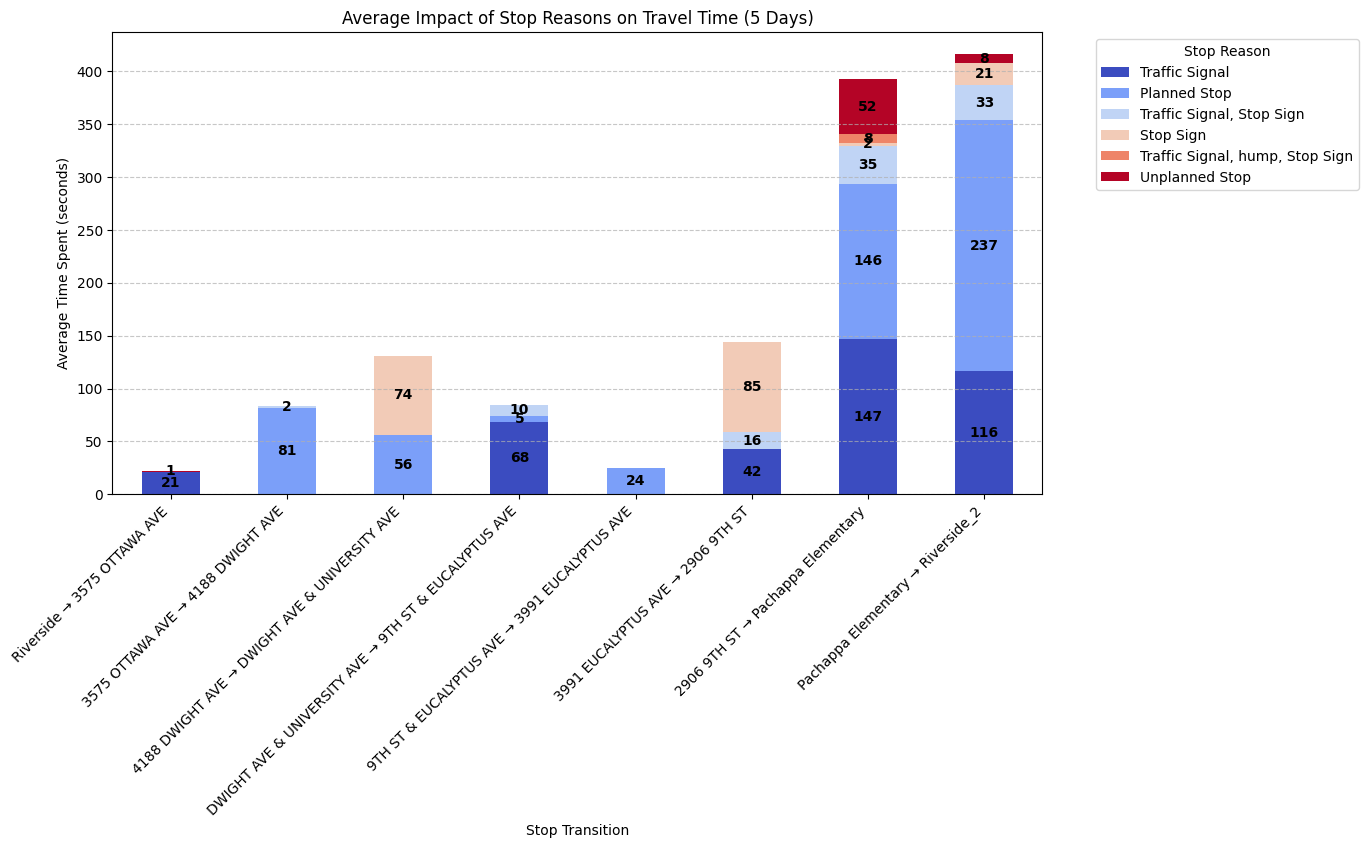 Average Impact of Stop Reasons on Travel Time (5 Days)
Average Time Spent (seconds)
400
350
300
250
200
150
100
50
0
1
21
2
81
74
56
10
5
68
24
85
16
42
52
8
2
35
146
147
8
21
33
237
116
Riverside → 3575 OTTAWA AVE
3575 OTTAWA AVE → 4188 DWIGHT AVE
4188 DWIGHT AVE → DWIGHT AVE & UNIVERSITY AVE
DWIGHT AVE & UNIVERSITY AVE → 9TH ST & EUCALYPTUS AVE
9TH ST & EUCALYPTUS AVE → 3991 EUCALYPTUS AVE
3991 EUCALYPTUS AVE → 2906 9TH ST
2906 9TH ST → Pachappa Elementary
Pachappa Elementary → Riverside_2
Stop Transition
Stop Reason
Traffic Signal
Planned Stop
Traffic Signal, Stop Sign
Stop Sign
Traffic Signal, hump, Stop Sign
Unplanned Stop